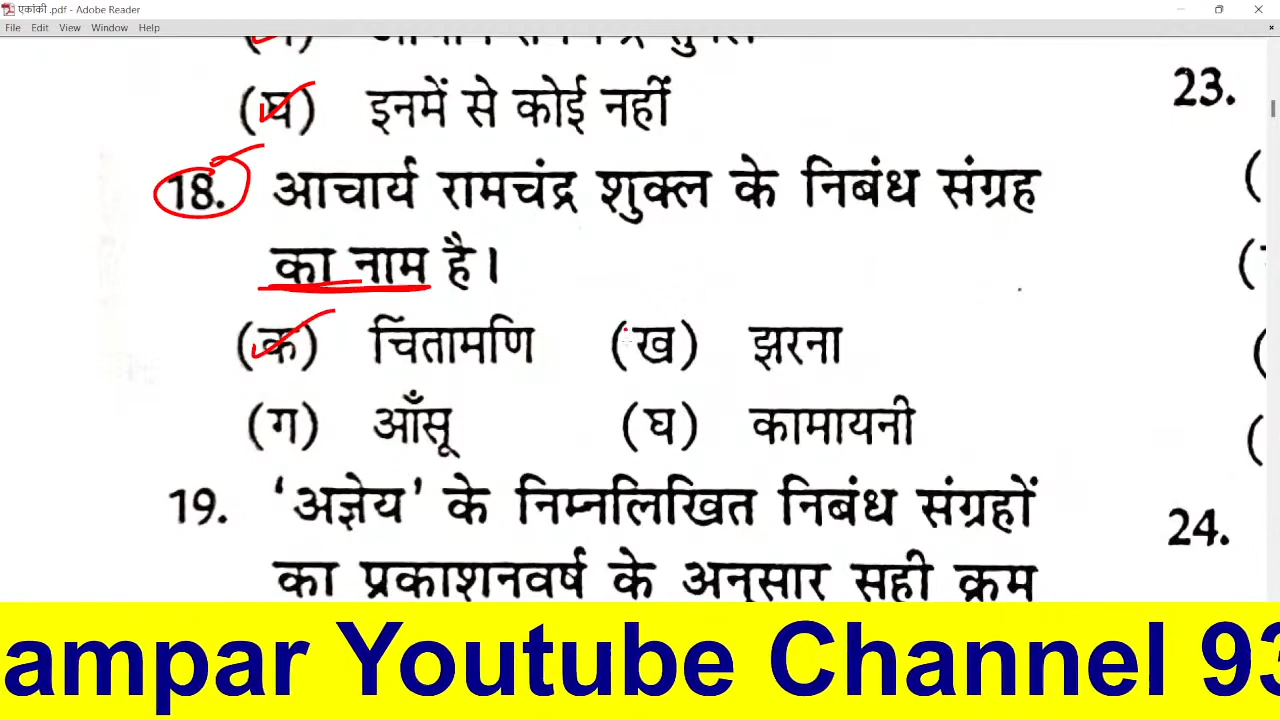 एकांकी .pdf - Adobe Reader
File Edit View Window Help
(घ) इनमें से कोई नहीं
18. आचार्य रामचंद्र शुक्ल के निबंध संग्रह
का नाम है।
(क) चिंतामणि (ख) झरना
(ग) आँसू (घ) कामायनी
19. 'अज्ञेय' के निम्नलिखित निबंध संग्रहों
का प्रकाशनवर्ष के अनुसार सही क्रम
23.
24.
ampar Youtube Channel 93